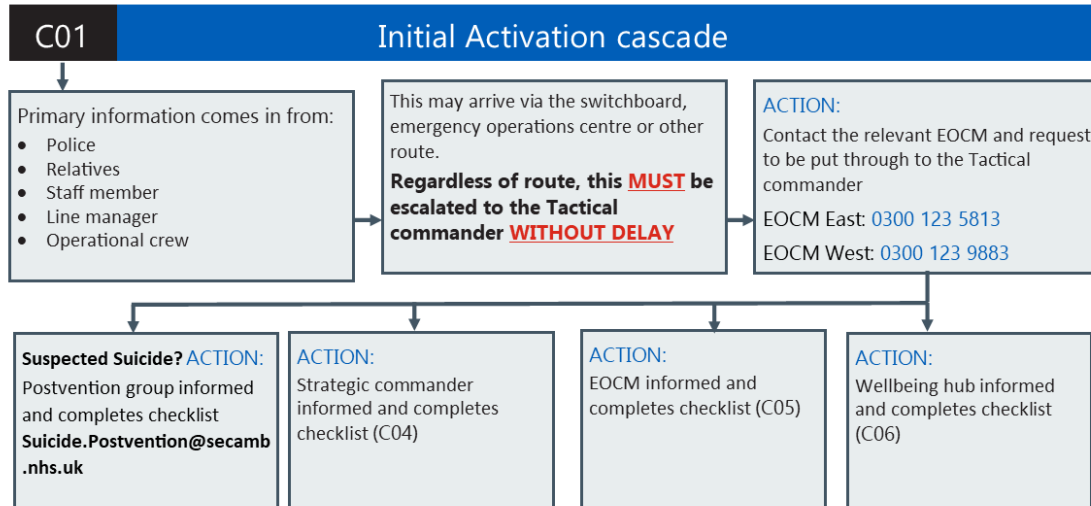 C01
Initial Activation cascade
Primary information comes in from:
• Police
• Relatives
• Staff member
• Line manager
• Operational crew
This may arrive via the switchboard,
emergency operations centre or other
route.
Regardless of route, this MUST be
escalated to the Tactical
commander WITHOUT DELAY
ACTION:
Contact the relevant EOCM and request
to be put through to the Tactical
commander
EOCM East: 0300 123 5813
EOCM West: 0300 123 9883
Suspected Suicide? ACTION:
Postvention group informed
and completes checklist
Suicide.Postvention@secamb
.nhs.uk
ACTION:
Strategic commander
informed and completes
checklist (C04)
ACTION:
EOCM informed and
completes checklist (C05)
ACTION:
Wellbeing hub informed
and completes checklist
(C06)